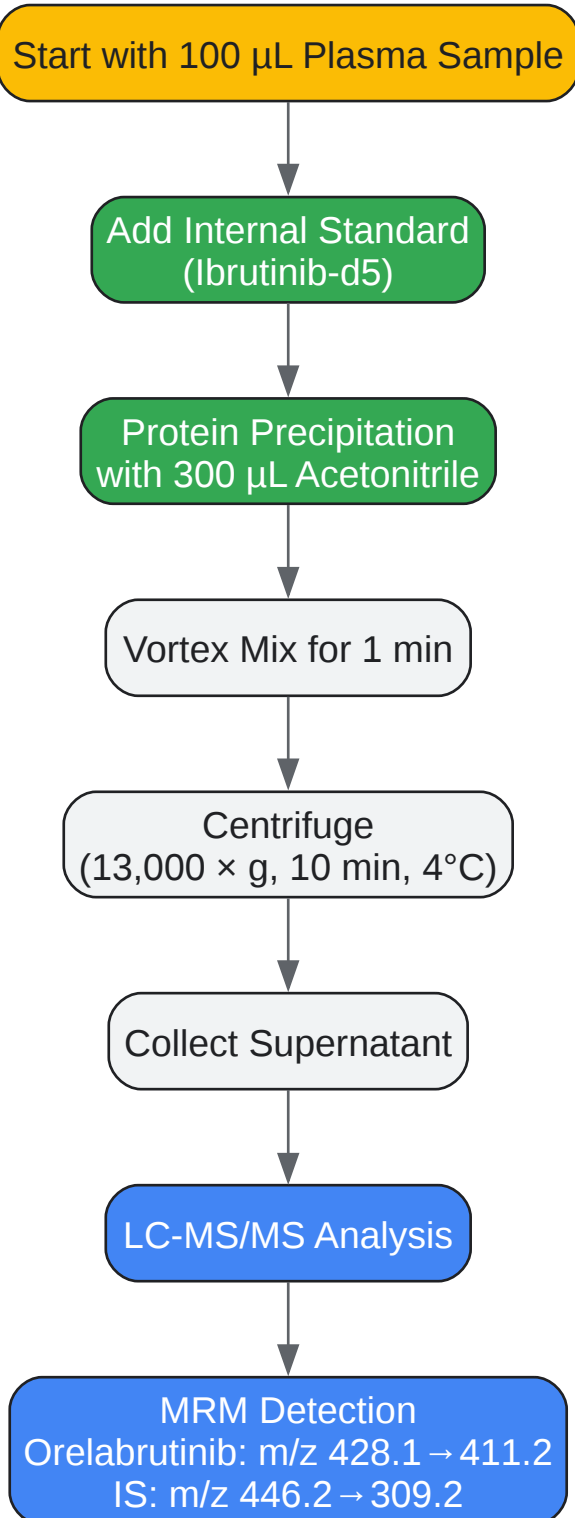 Start with 100 µL Plasma Sample
Add Internal Standard
(Ibrutinib-d5)
Protein Precipitation
with 300 µL Acetonitrile
Vortex Mix for 1 min
Centrifuge
(13,000 × g, 10 min, 4°C)
Collect Supernatant
LC-MS/MS Analysis
MRM Detection
Orelabrutinib: m/z 428.1→411.2
IS: m/z 446.2→309.2